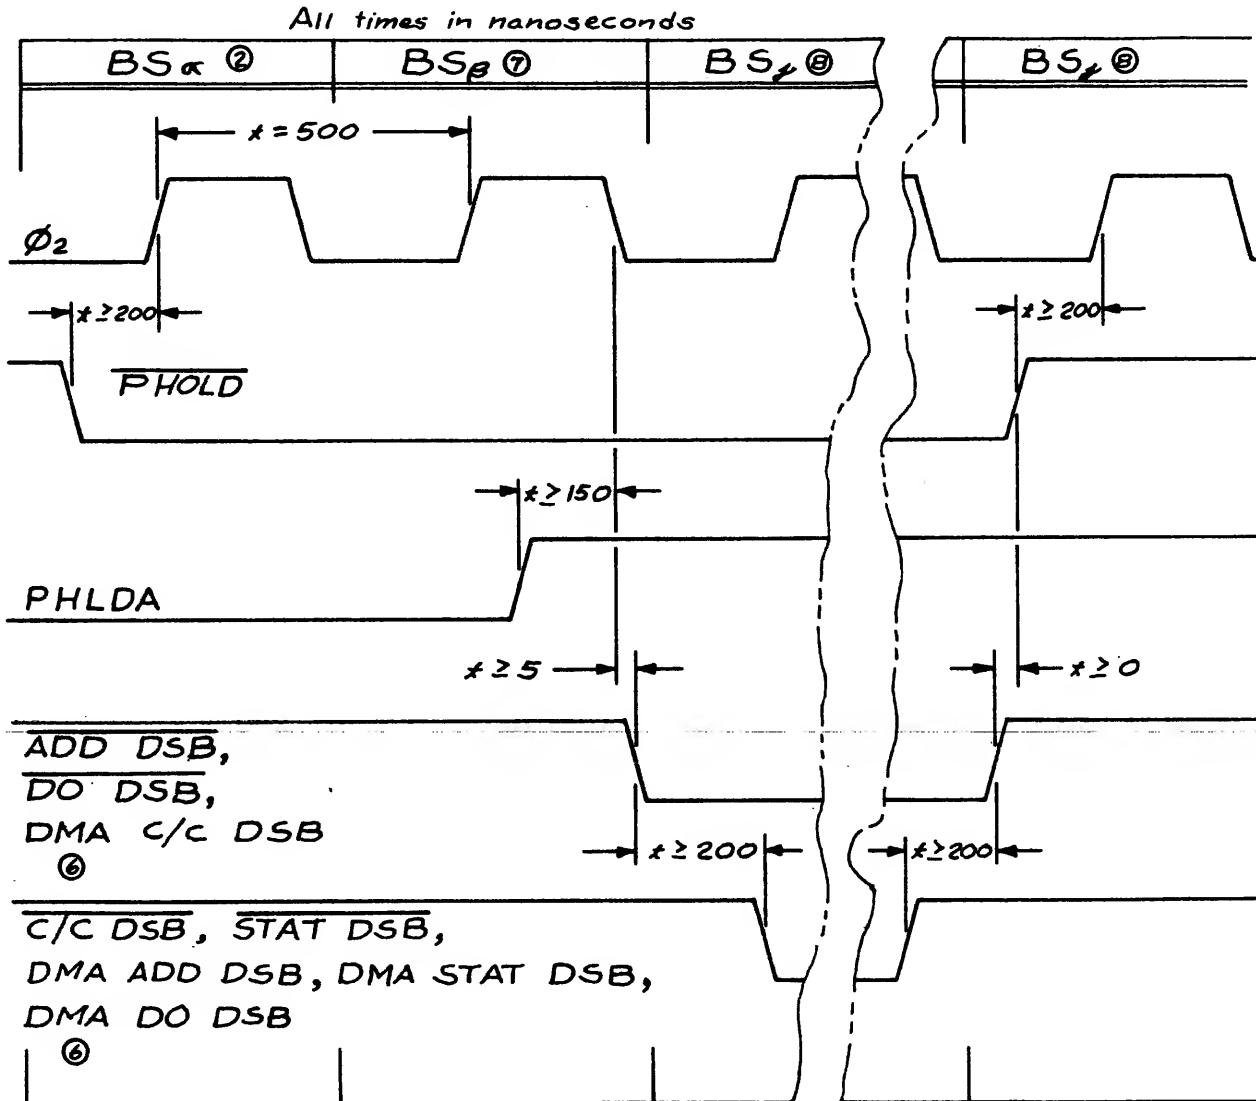 All times in nanoseconds
BSα ② BSβ ⑦ BSγ ⑧ BSγ ⑧
t = 500
Ø2
t ≥ 200 t ≥ 200
PHOLD
t ≥ 150
PHLDA
t ≥ 5 t ≥ 0
ADD DSB,
DO DSB,
DMA C/C DSB
⑥
t ≥ 200 t ≥ 200
C/C DSB, STAT DSB,
DMA ADD DSB, DMA STAT DSB,
DMA DO DSB
⑥